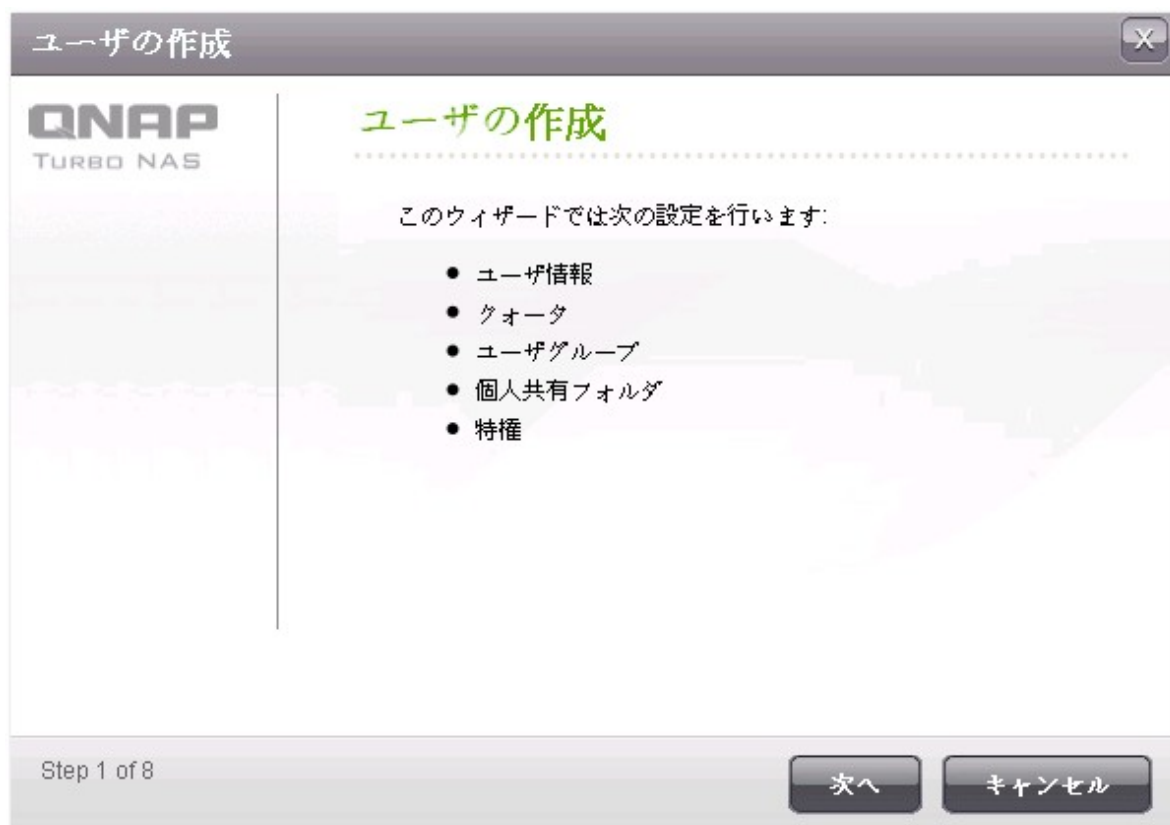 ユーザの作成
X
QNAP
TURBO NAS
ユーザの作成
このウィザードでは次の設定を行います:
● ユーザ情報
● クォータ
● ユーザグループ
● 個人共有フォルダ
● 特権
Step 1 of 8
次へ
キャンセル